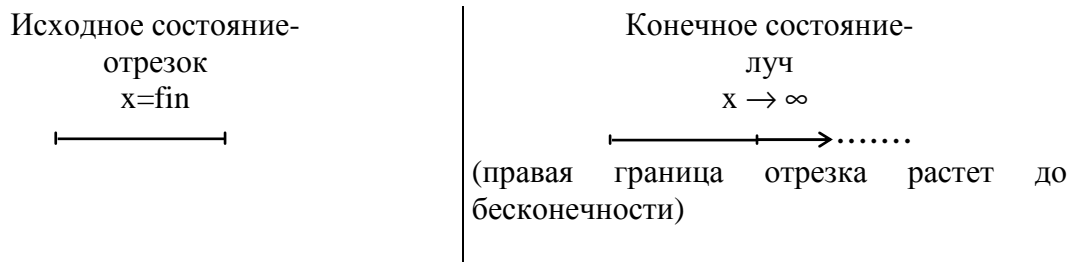 Исходное состояние-
отрезок
x=fin
Конечное состояние-
луч
x → ∞
(правая граница отрезка растет до
бесконечности)